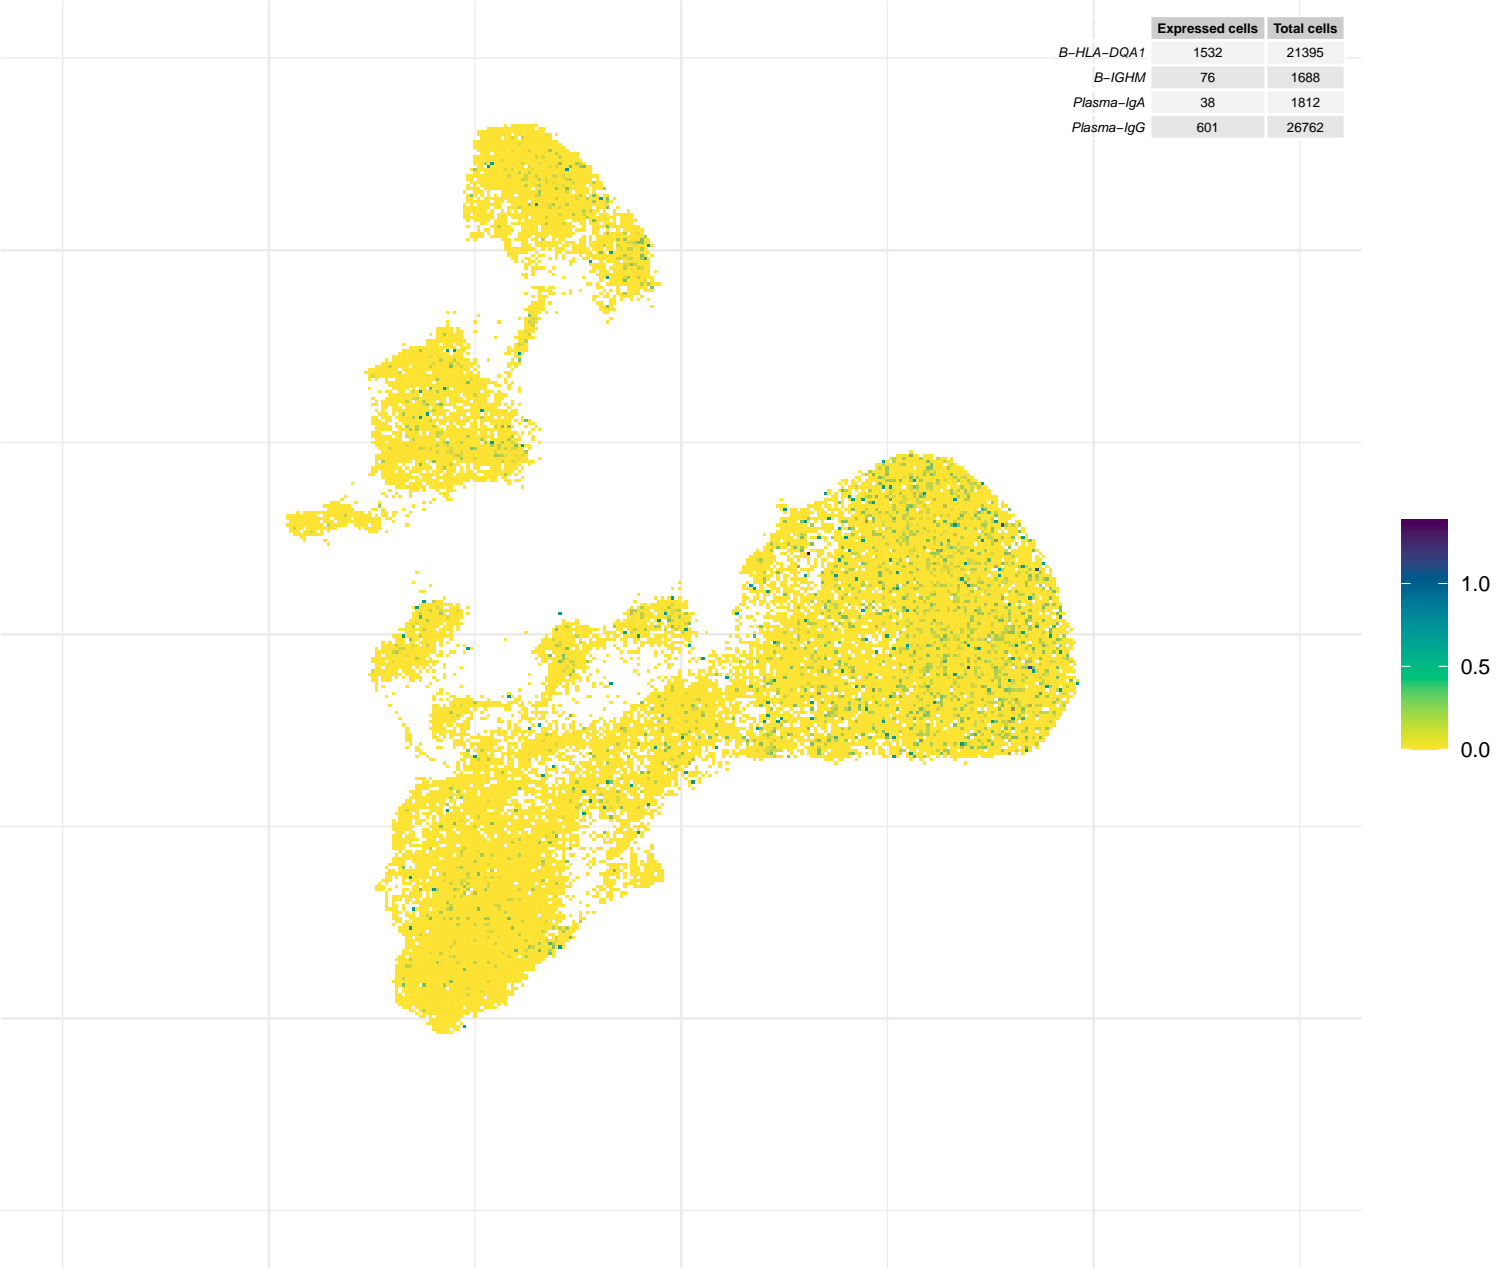 Expressed cells Total cells
B−HLA−DQA1 1532 21395
B−IGHM 76 1688
Plasma−IgA 38 1812
Plasma−IgG 601 26762
1.0
0.5
0.0